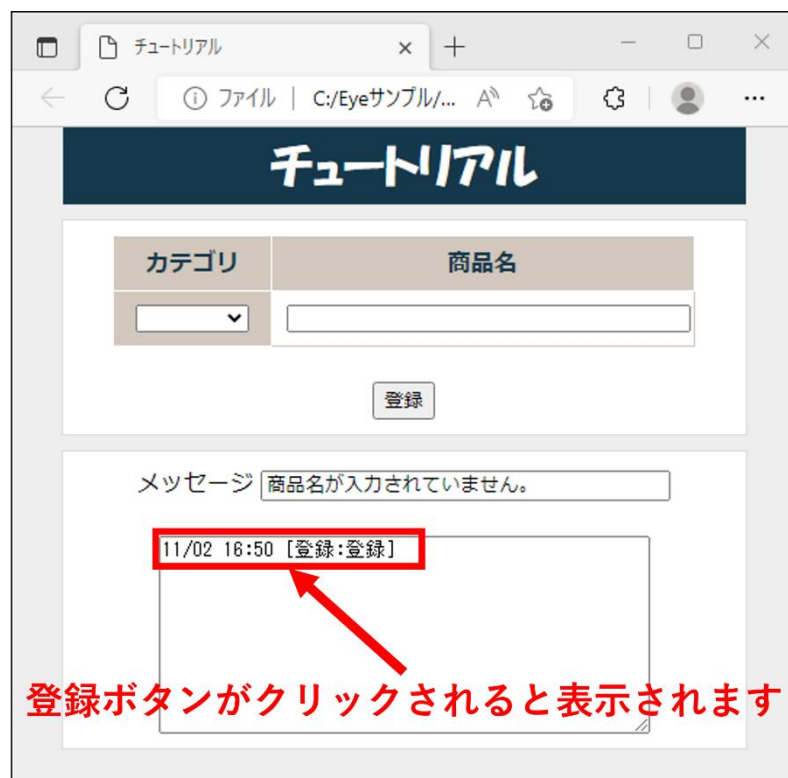 チュートリアル
ファイル | C:/Eyeサンプル/...
チュートリアル
カテゴリ 商品名
登録
メッセージ 商品名が入力されていません。
11/02 16:50 [登録:登録]
登録ボタンがクリックされると表示されます